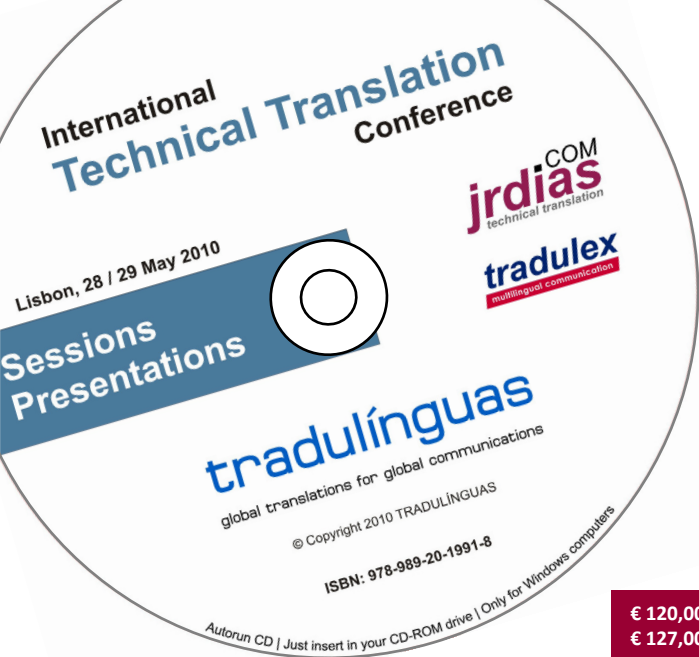 International
Technical Translation
Conference
jrdias.COM
technical translation
tradulex
multilingual communication
Lisbon, 28 / 29 May 2010
Sessions
Presentations
tradulínguas
global translations for global communications
© Copyright 2010 TRADULÍNGUAS
ISBN: 978-989-20-1991-8
Autorun CD | Just insert in your CD-ROM drive | Only for Windows computers
€ 120,00
€ 127,00